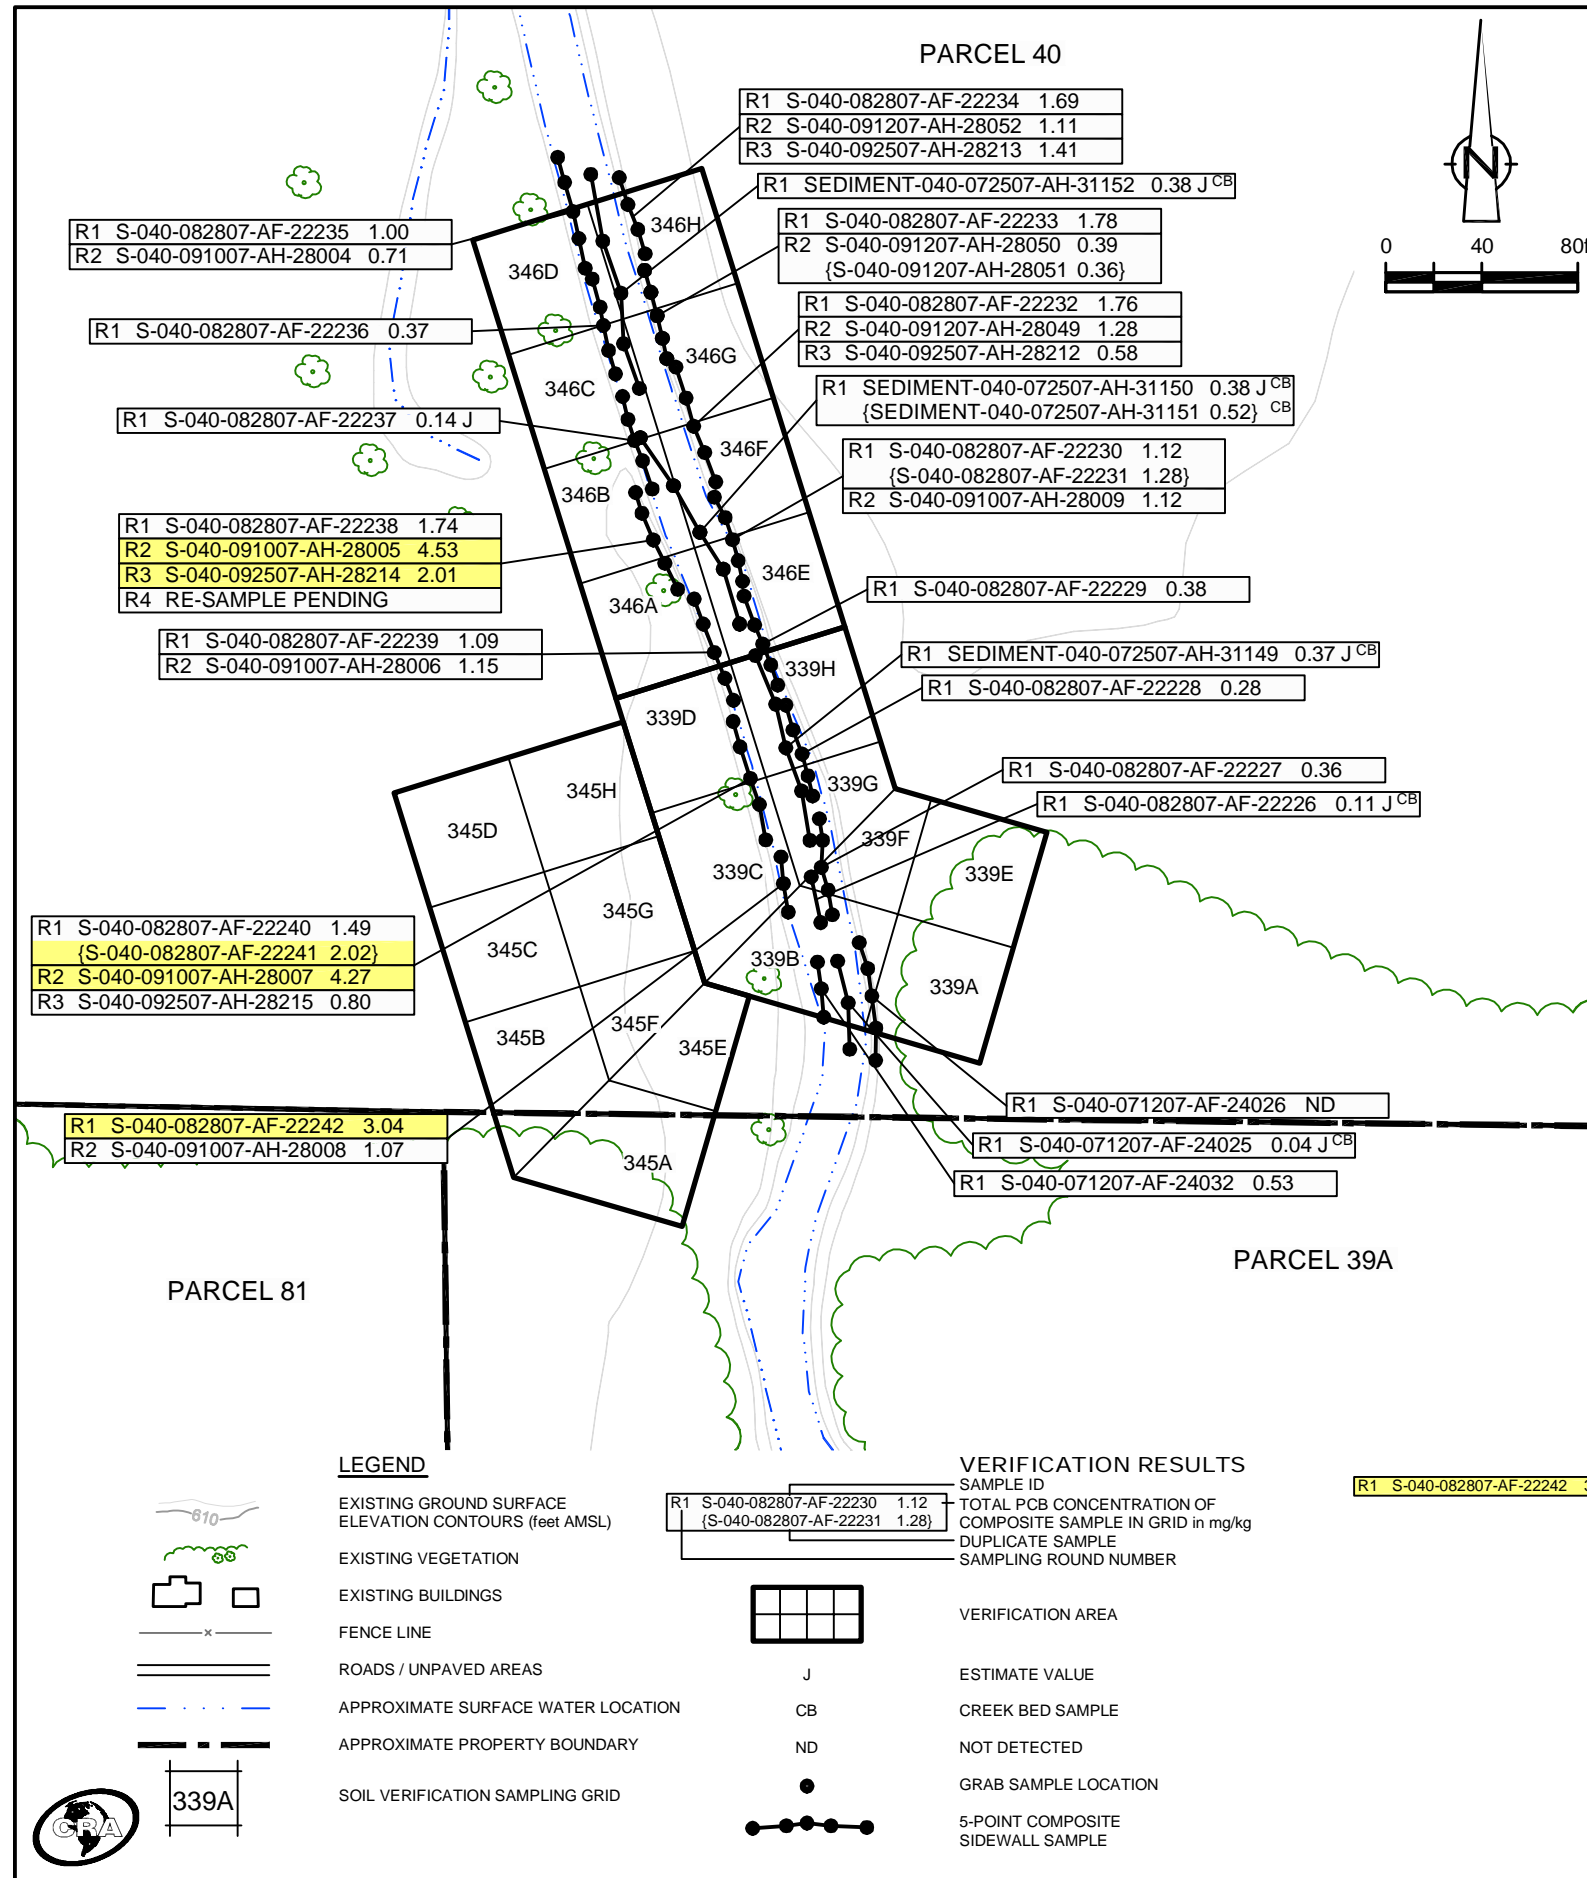 PARCEL 40
R1 S-040-082807-AF-22234 1.69
R2 S-040-091207-AH-28052 1.11
R3 S-040-092507-AH-28213 1.41
N
R1 SEDIMENT-040-072507-AH-31152 0.38 J CB
R1 S-040-082807-AF-22233 1.78
R2 S-040-091207-AH-28050 0.39
{S-040-091207-AH-28051 0.36}
0 40 80f
R1 S-040-082807-AF-22235 1.00
R2 S-040-091007-AH-28004 0.71
346H
346D
R1 S-040-082807-AF-22232 1.76
R2 S-040-091207-AH-28049 1.28
R3 S-040-092507-AH-28212 0.58
R1 S-040-082807-AF-22236 0.37
346G
346C
R1 SEDIMENT-040-072507-AH-31150 0.38 J CB
{SEDIMENT-040-072507-AH-31151 0.52} CB
R1 S-040-082807-AF-22237 0.14 J
346F
R1 S-040-082807-AF-22230 1.12
{S-040-082807-AF-22231 1.28}
R2 S-040-091007-AH-28009 1.12
346B
R1 S-040-082807-AF-22238 1.74
R2 S-040-091007-AH-28005 4.53
R3 S-040-092507-AH-28214 2.01
R4 RE-SAMPLE PENDING
346E
R1 S-040-082807-AF-22229 0.38
346A
R1 S-040-082807-AF-22239 1.09
R2 S-040-091007-AH-28006 1.15
R1 SEDIMENT-040-072507-AH-31149 0.37 J CB
339H
R1 S-040-082807-AF-22228 0.28
339D
R1 S-040-082807-AF-22227 0.36
339G
345H
R1 S-040-082807-AF-22226 0.11 J CB
345D
339F
339C
339E
345G
R1 S-040-082807-AF-22240 1.49
{S-040-082807-AF-22241 2.02}
R2 S-040-091007-AH-28007 4.27
R3 S-040-092507-AH-28215 0.80
345C
339B
339A
345F
345B
345E
R1 S-040-071207-AF-24026 ND
R1 S-040-082807-AF-22242 3.04
R2 S-040-091007-AH-28008 1.07
R1 S-040-071207-AF-24025 0.04 J CB
345A
R1 S-040-071207-AF-24032 0.53
PARCEL 39A
PARCEL 81
LEGEND
610
EXISTING GROUND SURFACE
ELEVATION CONTOURS (feet AMSL)
EXISTING VEGETATION
EXISTING BUILDINGS
FENCE LINE
ROADS / UNPAVED AREAS
APPROXIMATE SURFACE WATER LOCATION
APPROXIMATE PROPERTY BOUNDARY
339A
SOIL VERIFICATION SAMPLING GRID
CRA
VERIFICATION RESULTS
SAMPLE ID
R1 S-040-082807-AF-22230 1.12
{S-040-082807-AF-22231 1.28}
TOTAL PCB CONCENTRATION OF
COMPOSITE SAMPLE IN GRID in mg/kg
DUPLICATE SAMPLE
SAMPLING ROUND NUMBER
R1 S-040-082807-AF-22242
VERIFICATION AREA
J ESTIMATE VALUE
CB CREEK BED SAMPLE
ND NOT DETECTED
GRAB SAMPLE LOCATION
5-POINT COMPOSITE
SIDEWALL SAMPLE